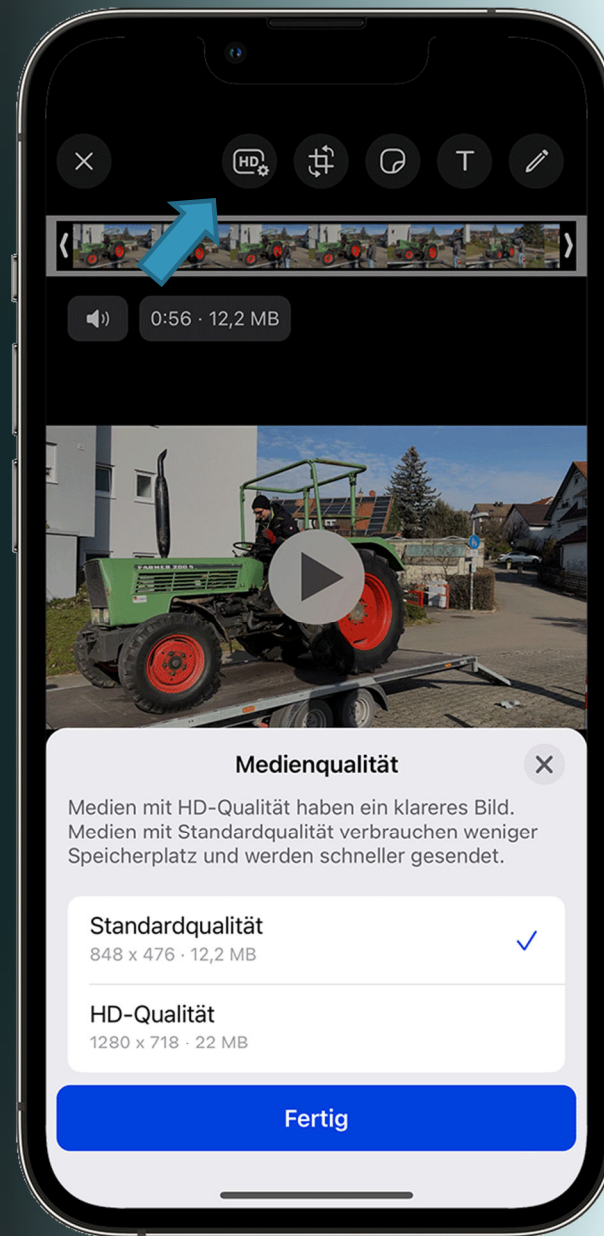 HD
T
0:56 · 12,2 MB
FARMER 200 S
Medienqualität
Medien mit HD-Qualität haben ein klareres Bild.
Medien mit Standardqualität verbrauchen weniger
Speicherplatz und werden schneller gesendet.
Standardqualität
848 x 476 · 12,2 MB
HD-Qualität
1280 x 718 · 22 MB
Fertig